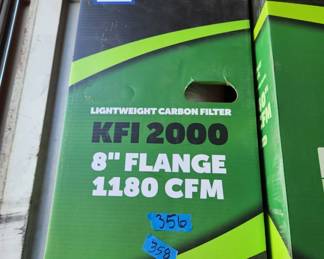 LIGHTWEIGHT CARBON FILTER
KFI 2000
8" FLANGE
1180 CFM
356
358